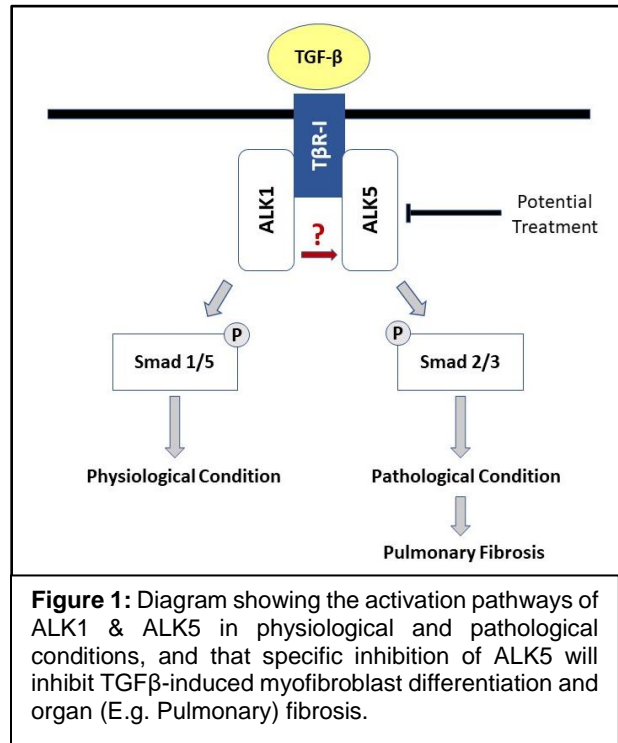 TGF-β
TβR-I
ALK1
ALK5
?
Potential
Treatment
P
Smad 1/5
P
Smad 2/3
Physiological Condition
Pathological Condition
Pulmonary Fibrosis
Figure 1: Diagram showing the activation pathways of
ALK1 & ALK5 in physiological and pathological
conditions, and that specific inhibition of ALK5 will
inhibit TGFβ-induced myofibroblast differentiation and
organ (E.g. Pulmonary) fibrosis.